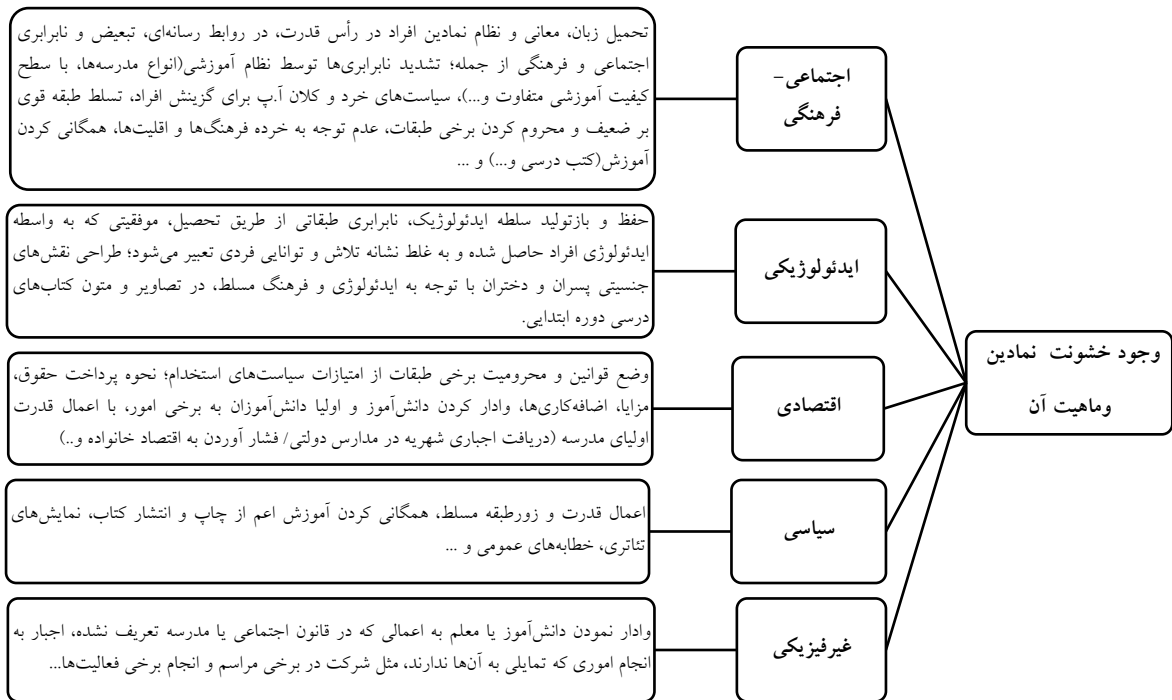 وجود خشونت نمادین
وماهیت آن
اجتماعی-
فرهنگی
تحمیل زبان، معانی و نظام نمادین افراد در رأس قدرت، در روابط رسانه‌ای، تبعیض و نابرابری
اجتماعی و فرهنگی از جمله؛ تشدید نابرابری‌ها توسط نظام آموزشی(انواع مدرسه‌ها، با سطح
کیفیت آموزشی متفاوت و...)، سیاست‌های خرد و کلان آ.پ برای گزینش افراد، تسلط طبقه قوی
بر ضعیف و محروم کردن برخی طبقات، عدم توجه به خرده فرهنگ‌ها و اقلیت‌ها، همگانی کردن
آموزش(کتب درسی و...) و ...
ایدئولوژیکی
حفظ و بازتولید سلطه ایدئولوژیک، نابرابری طبقاتی از طریق تحصیل، موفقیتی که به واسطه
ایدئولوژی افراد حاصل شده و به غلط نشانه تلاش و توانایی فردی تعبیر می‌شود؛ طراحی نقش‌های
جنسیتی پسران و دختران با توجه به ایدئولوژی و فرهنگ مسلط، در تصاویر و متون کتاب‌های
درسی دوره ابتدایی.
اقتصادی
وضع قوانین و محرومیت برخی طبقات از امتیازات سیاست‌های استخدام؛ نحوه پرداخت حقوق،
مزایا، اضافه‌کاری‌ها، وادار کردن دانش‌آموز و اولیا دانش‌آموزان به برخی امور، با اعمال قدرت
اولیای مدرسه (دریافت اجباری شهریه در مدارس دولتی/ فشار آوردن به اقتصاد خانواده و..)
سیاسی
اعمال قدرت و زورطبقه مسلط، همگانی کردن آموزش اعم از چاپ و انتشار کتاب، نمایش‌های
تئاتری، خطابه‌های عمومی و ...
غیرفیزیکی
وادار نمودن دانش‌آموز یا معلم به اعمالی که در قانون اجتماعی یا مدرسه تعریف نشده، اجبار به
انجام اموری که تمایلی به آن‌ها ندارند، مثل شرکت در برخی مراسم و انجام برخی فعالیت‌ها...